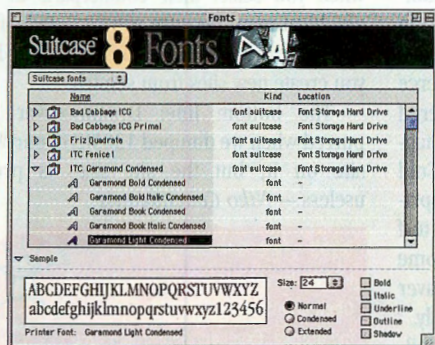 Fonts
Suitcase™ 8 Fonts
Suitcase fonts
Name Kind Location
Bad Cabbage ICG font suitcase Font Storage Hard Drive
Bad Cabbage ICG Primal font suitcase Font Storage Hard Drive
Friz Quadrata font suitcase Font Storage Hard Drive
ITC Fenice 1 font suitcase Font Storage Hard Drive
ITC Garamond Condensed font suitcase Font Storage Hard Drive
Garamond Bold Condensed font -
Garamond Bold Italic Condensed font -
Garamond Book Condensed font -
Garamond Book Italic Condensed font -
Garamond Light Condensed font -
Sample
ABCDEFGHIJKLMNOPQRSTUVWXYZ
abcdefghijklmnopqrstuvwxyz123456
Printer Font: Garamond Light Condensed
Size: 24
Normal
Condensed
Extended
Bold
Italic
Underline
Outline
Shadow